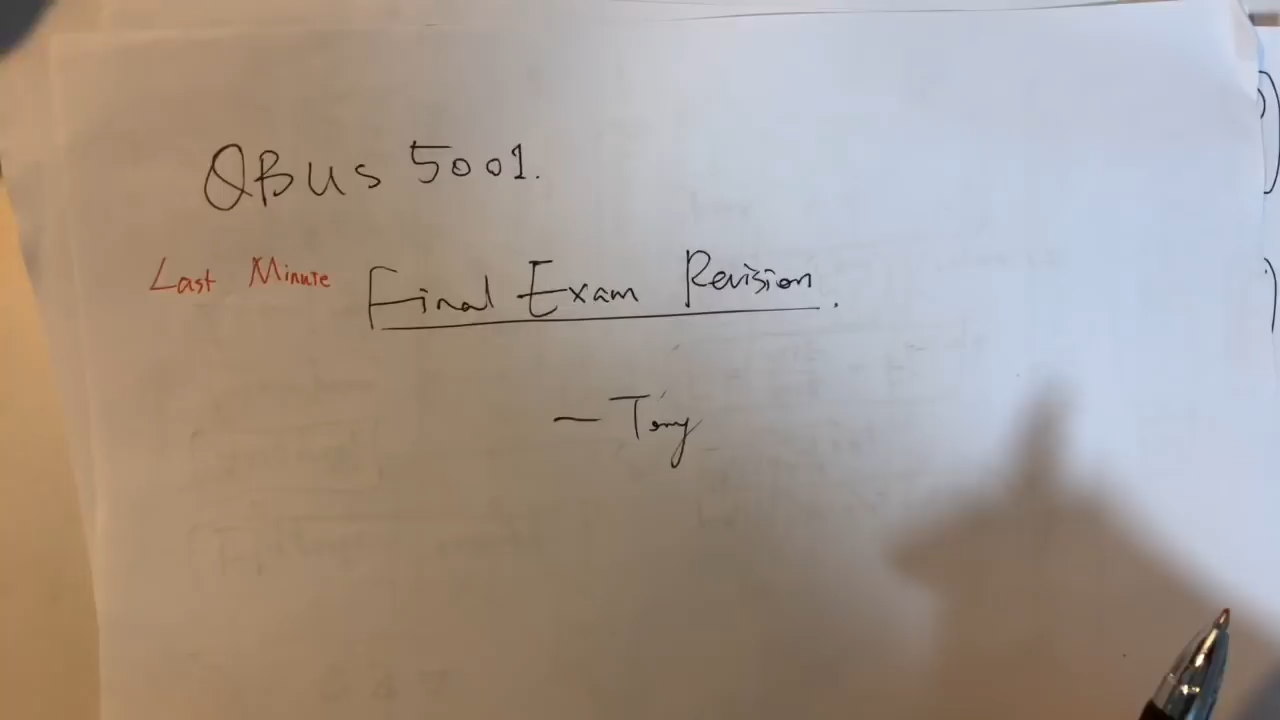 QBUS 5001.
Last Minute Final Exam Revision.
— Tony